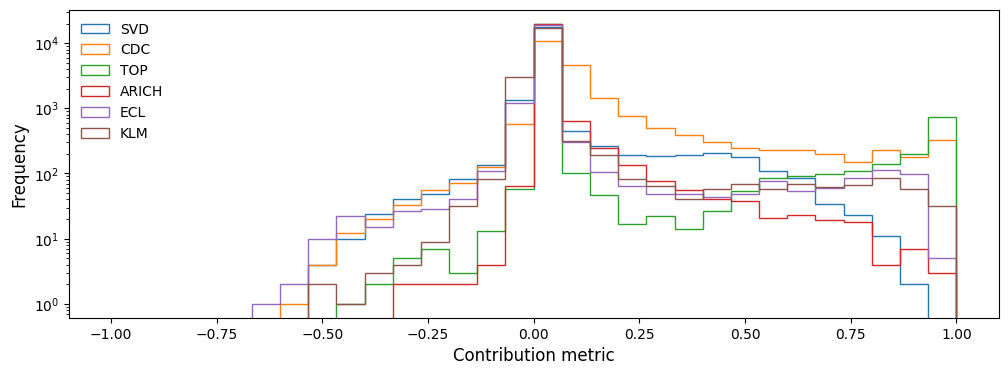 SVD
CDC
TOP
ARICH
ECL
KLM
Frequency
10⁴
10³
10²
10¹
10⁰
−1.00 −0.75 −0.50 −0.25 0.00 0.25 0.50 0.75 1.00
Contribution metric